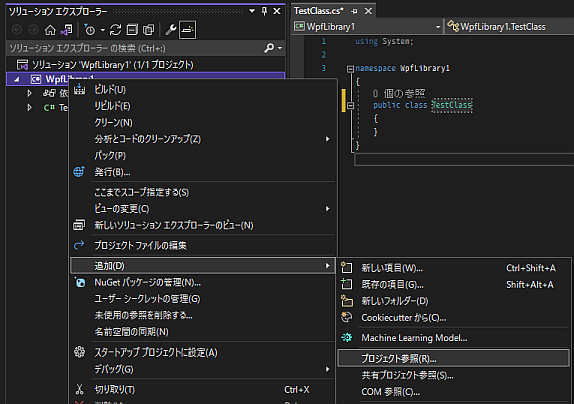 ソリューション エクスプローラー
ソリューション エクスプローラー の検索 (Ctrl+:)
ソリューション 'WpfLibrary1' (1/1 プロジェクト)
WpfLibrary1
依
C# Te
ビルド(U)
リビルド(E)
クリーン(N)
分析とコードのクリーンアップ(Z)
パック(P)
発行(B)...
ここまでスコープ指定する(S)
ビューの変更(C)
新しいソリューション エクスプローラーのビュー(N)
プロジェクト ファイルの編集
追加(D)
NuGet パッケージの管理(N)...
ユーザー シークレットの管理(G)
未使用の参照を削除する...
名前空間の同期(N)
スタートアップ プロジェクトに設定(A)
デバッグ(G)
切り取り(T) Ctrl+X
TestClass.cs*
WpfLibrary1
WpfLibrary1.TestClass
1 using System;
2
3 namespace WpfLibrary1
4 {
0 個の参照
5 public class TestClass
{
}
}
新しい項目(W)... Ctrl+Shift+A
既存の項目(G)... Shift+Alt+A
新しいフォルダー(D)
Cookiecutter から(C)...
Machine Learning Model...
プロジェクト参照(R)...
共有プロジェクト参照(S)...
COM 参照(C)...